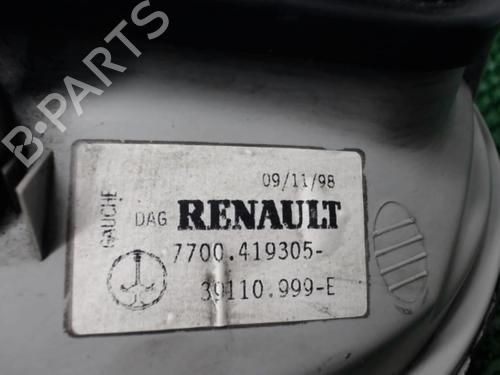 B-PARTS
09/11/98
GAUCHE
DAG RENAULT
7700.419305-
39110.999-E